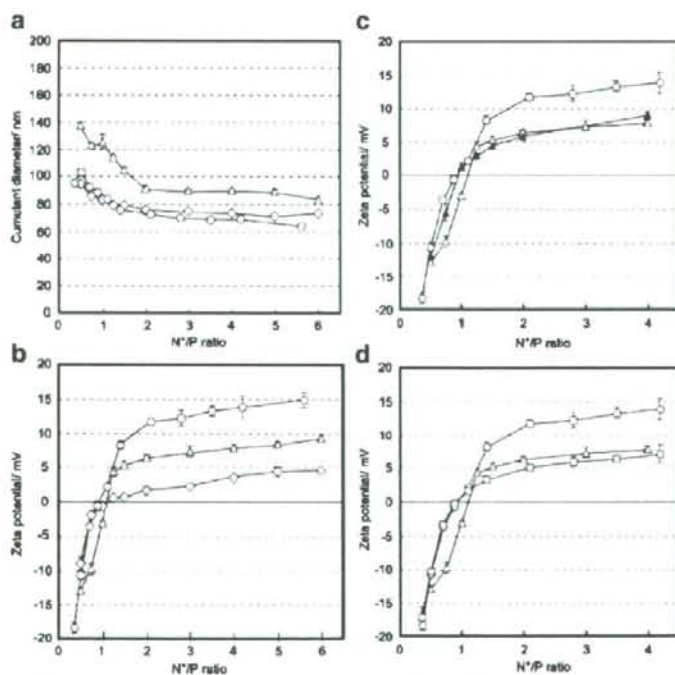 a
200
180
160
140
120
100
80
60
40
20
0
Cumulant diameter/ nm
0 1 2 3 4 5 6
N⁺/P ratio
c
20
15
10
5
0
-5
-10
-15
-20
Zeta potential/ mV
0 1 2 3 4
N⁺/P ratio
b
20
15
10
5
0
-5
-10
-15
-20
Zeta potential/ mV
0 1 2 3 4 5 6
N⁺/P ratio
d
20
15
10
5
0
-5
-10
-15
-20
Zeta potential/ mV
0 1 2 3 4
N⁺/P ratio